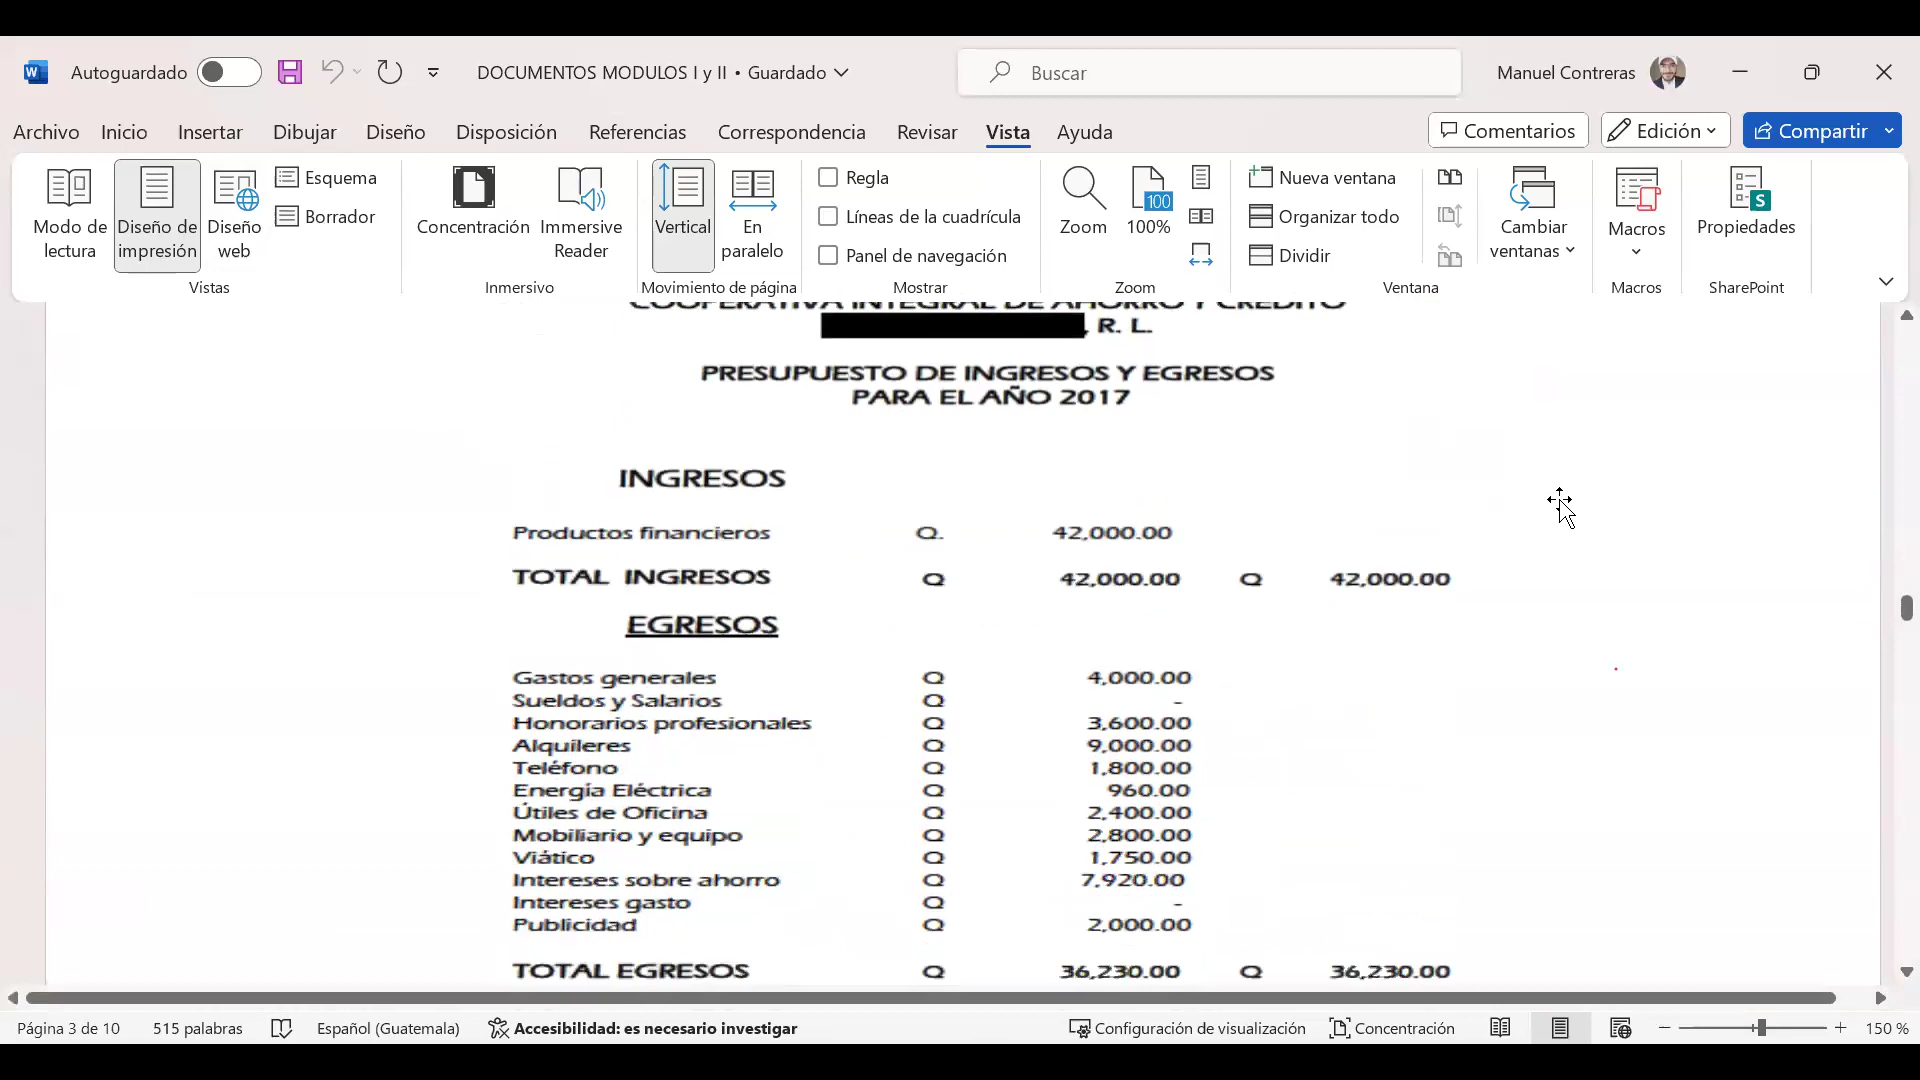 Autoguardado
DOCUMENTOS MODULOS I y II • Guardado
Buscar
Manuel Contreras
Archivo Inicio Insertar Dibujar Diseño Disposición Referencias Correspondencia Revisar Vista Ayuda
Comentarios Edición Compartir
Modo de lectura
Diseño de impresión
Diseño web
Esquema
Borrador
Vistas
Concentración
Immersive Reader
Inmersivo
Vertical
En paralelo
Movimiento de página
Regla
Líneas de la cuadrícula
Panel de navegación
Mostrar
Zoom
100
100%
Zoom
Nueva ventana
Organizar todo
Dividir
Cambiar ventanas
Ventana
Macros
Macros
Propiedades
SharePoint
COOPERATIVA INTEGRAL DE AHORRO Y CREDITO
, R. L.
PRESUPUESTO DE INGRESOS Y EGRESOS
PARA EL AÑO 2017
INGRESOS
Productos financieros Q. 42,000.00
TOTAL INGRESOS Q 42,000.00 Q 42,000.00
EGRESOS
Gastos generales Q 4,000.00
Sueldos y Salarios Q -
Honorarios profesionales Q 3,600.00
Alquileres Q 9,000.00
Teléfono Q 1,800.00
Energía Eléctrica Q 960.00
Útiles de Oficina Q 2,400.00
Mobiliario y equipo Q 2,800.00
Viático Q 1,750.00
Intereses sobre ahorro Q 7,920.00
Intereses gasto Q -
Publicidad Q 2,000.00
TOTAL EGRESOS Q 36,230.00 Q 36,230.00
Página 3 de 10 515 palabras Español (Guatemala) Accesibilidad: es necesario investigar Configuración de visualización Concentración 150 %